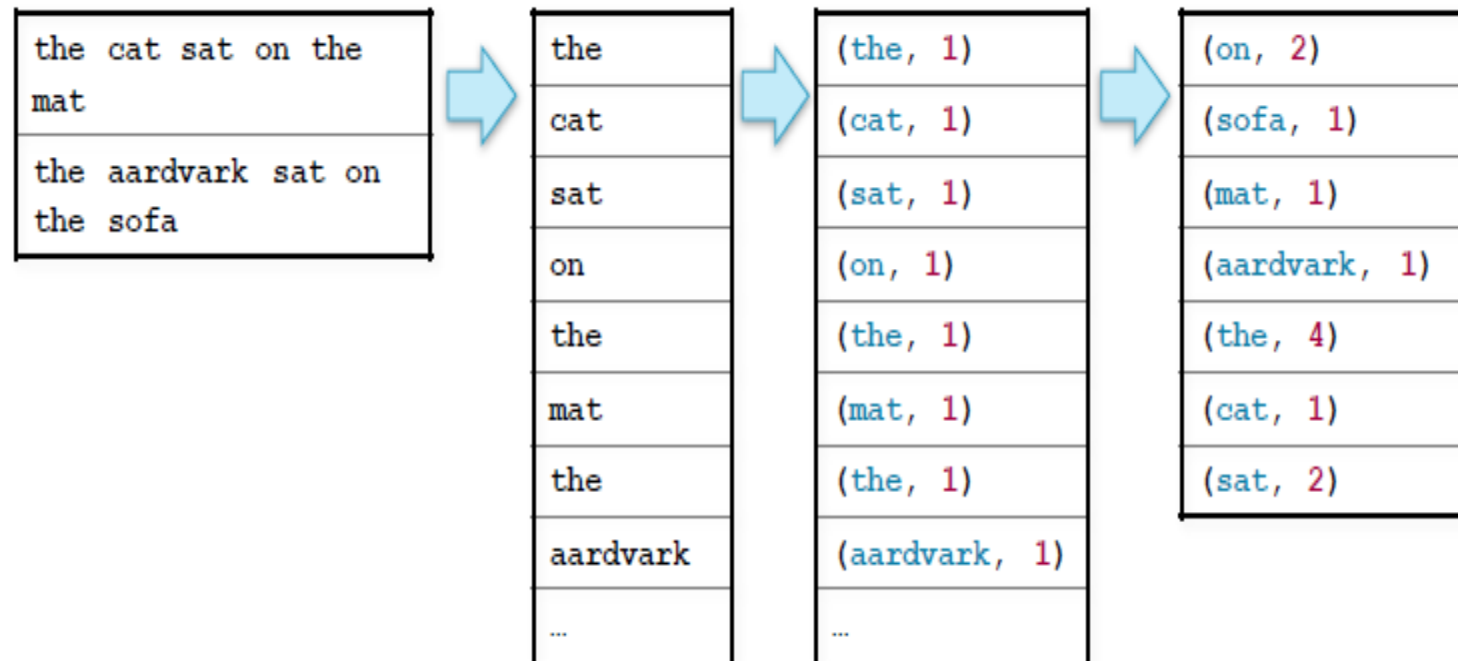 the cat sat on the
mat
the aardvark sat on
the sofa
the
cat
sat
on
the
mat
the
aardvark
…
(the, 1)
(cat, 1)
(sat, 1)
(on, 1)
(the, 1)
(mat, 1)
(the, 1)
(aardvark, 1)
…
(on, 2)
(sofa, 1)
(mat, 1)
(aardvark, 1)
(the, 4)
(cat, 1)
(sat, 2)